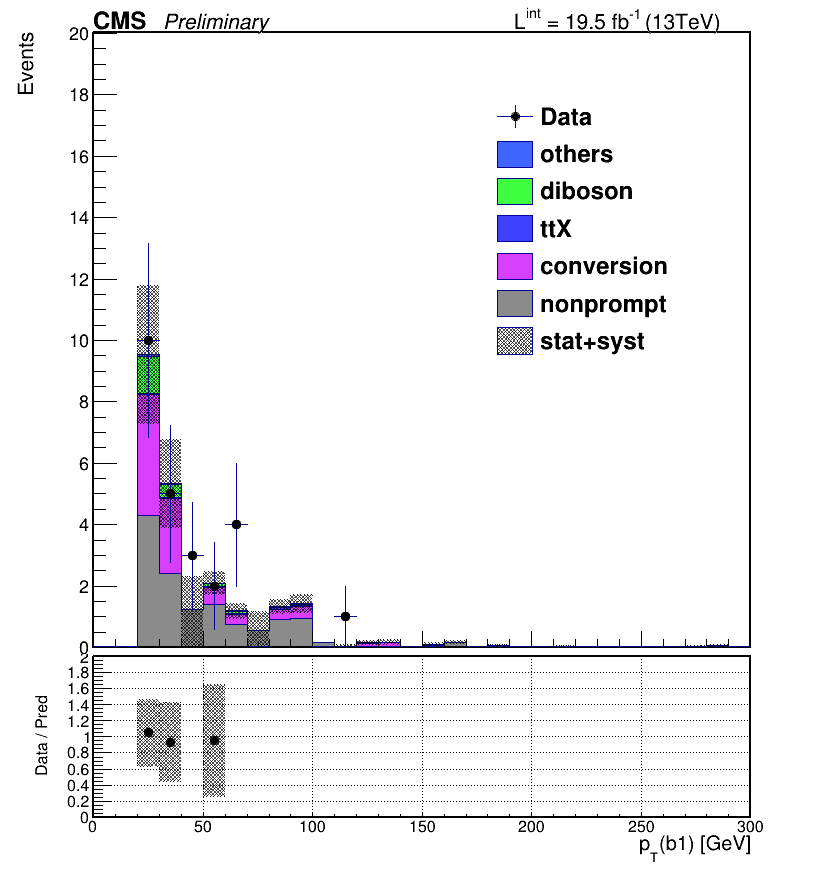 CMS Preliminary L^int = 19.5 fb^-1 (13TeV)
Events
20
18
16
14
12
10
8
6
4
2
0
Data
others
diboson
ttX
conversion
nonprompt
stat+syst
Data / Pred
2
1.8
1.6
1.4
1.2
1
0.8
0.6
0.4
0.2
0
0 50 100 150 200 250 300
p_T(b1) [GeV]